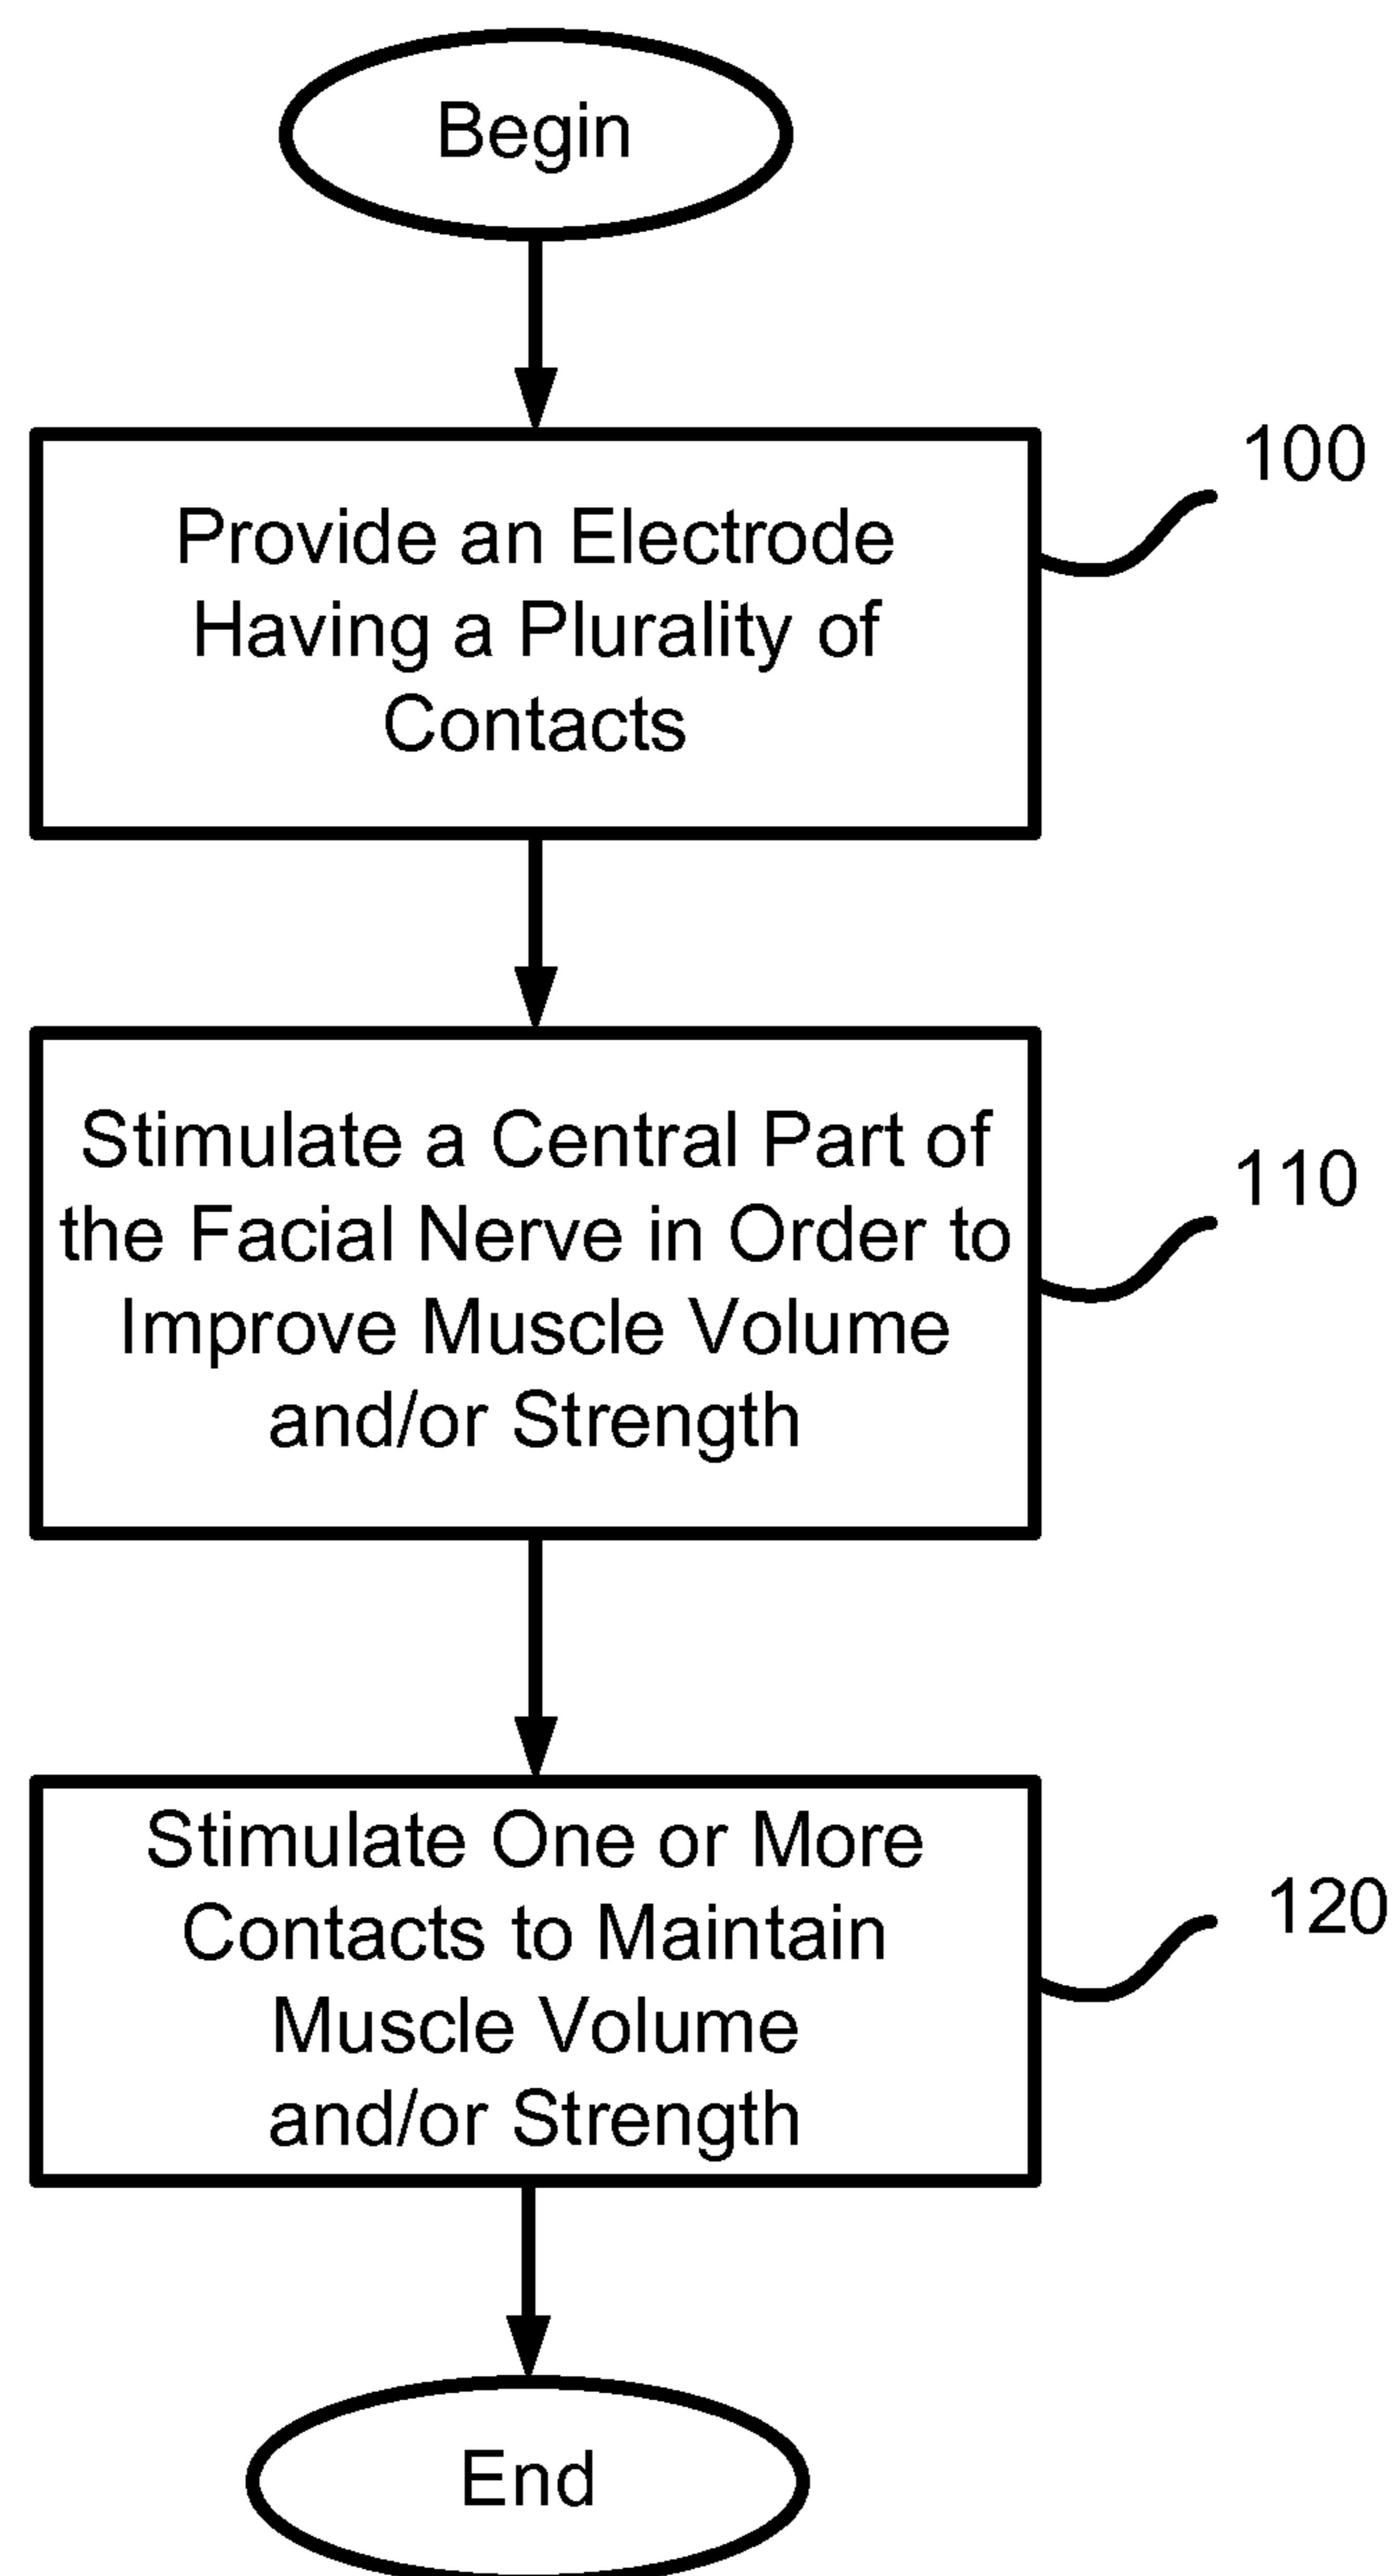 Begin
100
Provide an Electrode
Having a Plurality of
Contacts
110
Stimulate a Central Part of
the Facial Nerve in Order to
Improve Muscle Volume
and/or Strength
120
Stimulate One or More
Contacts to Maintain
Muscle Volume
and/or Strength
End